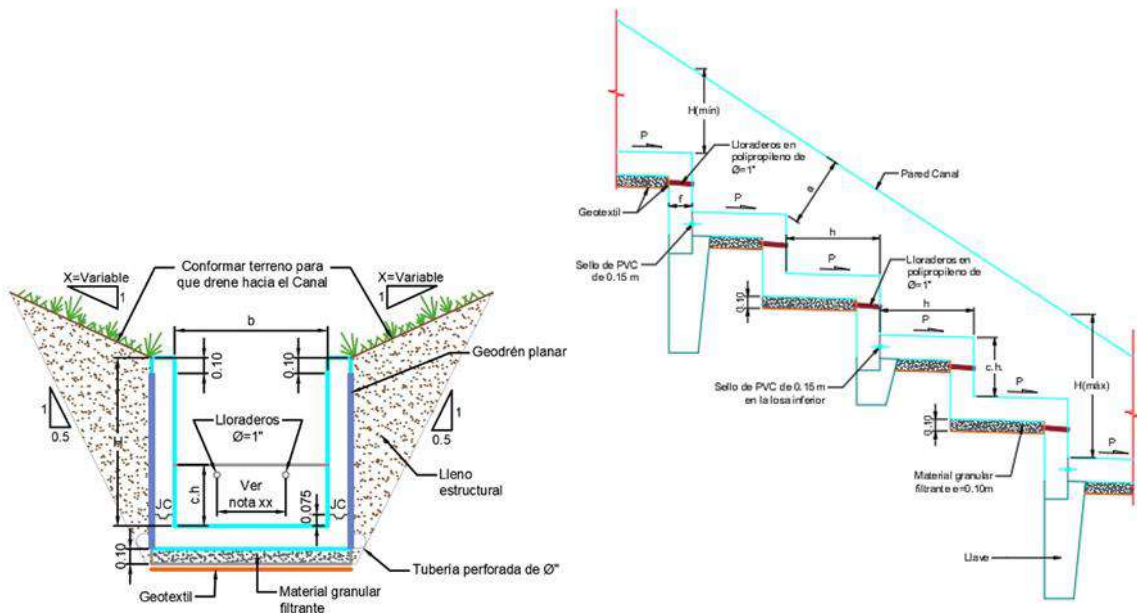 X=Variable
1
Conformar terreno para
que drene hacia el Canal
X=Variable
1
b
0.10
0.10
Geodrén planar
1
0.5
H
Lloraderos
Ø=1"
1
0.5
Lleno
estructural
c.h
Ver
nota xx
JC
JC
0.075
0.10
Tubería perforada de Ø"
Geotextil
Material granular
filtrante
H(mín)
P
Lloraderos en
polipropileno de
Ø=1"
Pared Canal
a
Geotextil
f
P
h
Sello de PVC
de 0.15 m
P
Lloraderos en
polipropileno de
Ø=1"
0.10
h
P
Sello de PVC de 0.15 m
en la losa inferior
c.h.
H(máx)
P
0.10
Material granular
filtrante e=0.10m
P
Llave